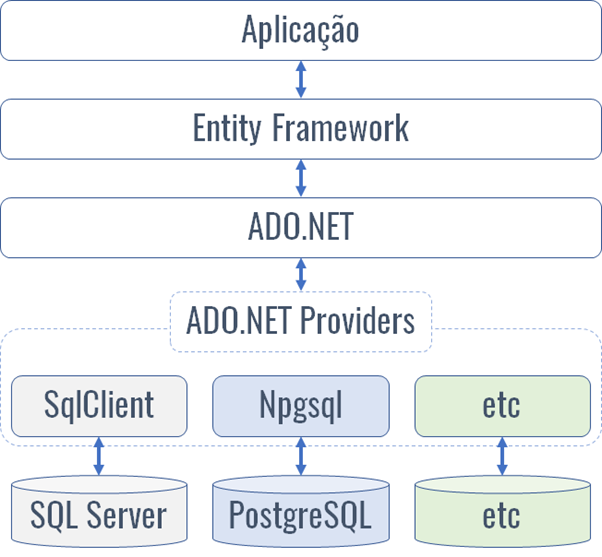 Aplicação
Entity Framework
ADO.NET
ADO.NET Providers
SqlClient
Npgsql
etc
SQL Server
PostgreSQL
etc